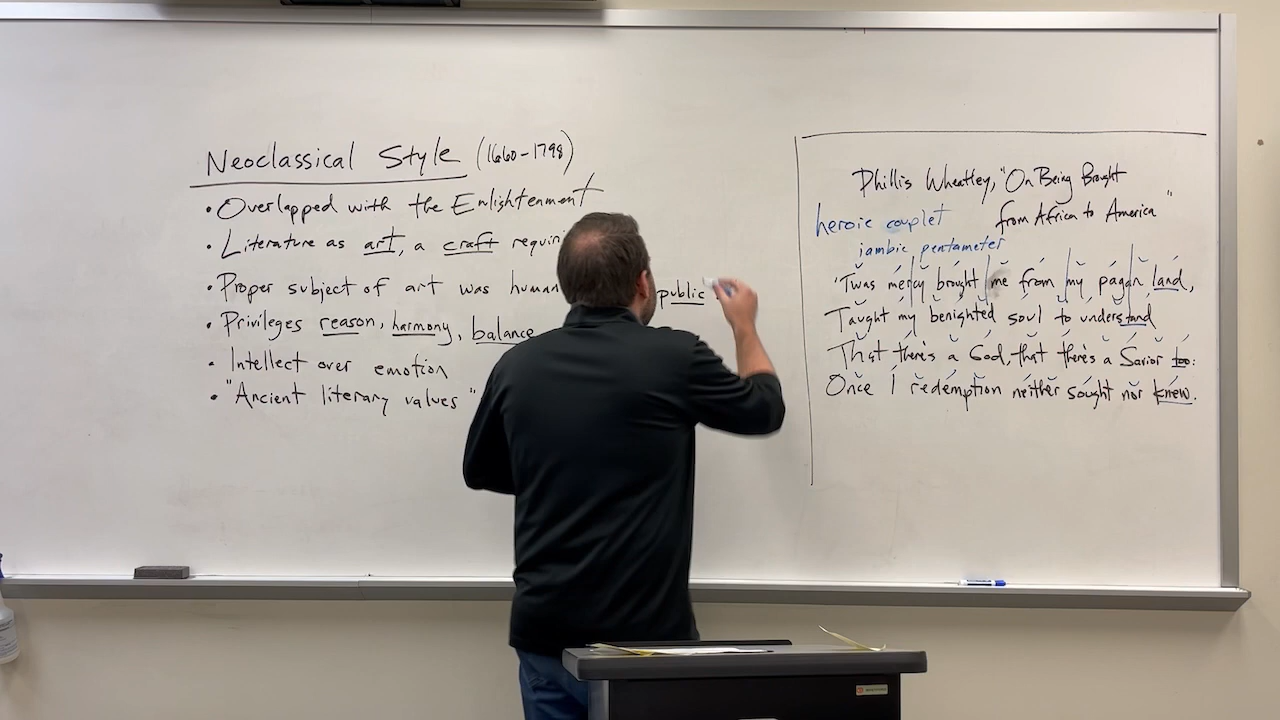 Neoclassical Style (1660-1798)
• Overlapped with the Enlightenment
• Literature as art, a craft requiri
• Proper subject of art was human public
• Privileges reason, harmony, balance
• Intellect over emotion
• "Ancient literary values"
Phillis Wheatley, "On Being Brought
from Africa to America"
heroic couplet
iambic pentameter
'Twas mercy brought me from my pagan land,
Taught my benighted soul to understand
That there's a God, that there's a Savior too:
Once I redemption neither sought nor knew.